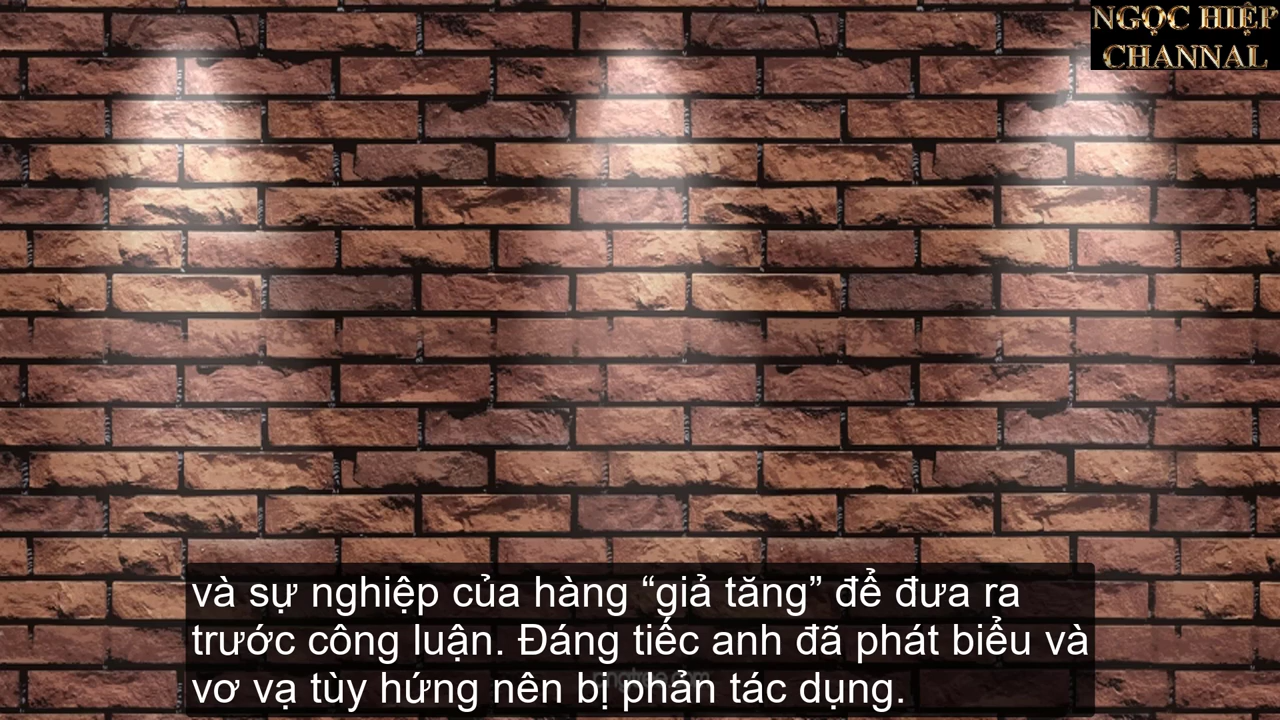 NGỌC HIỆP
CHANNAL
và sự nghiệp của hàng “giả tăng” để đưa ra
trước công luận. Đáng tiếc anh đã phát biểu và
vơ vạ tùy hứng nên bị phản tác dụng.